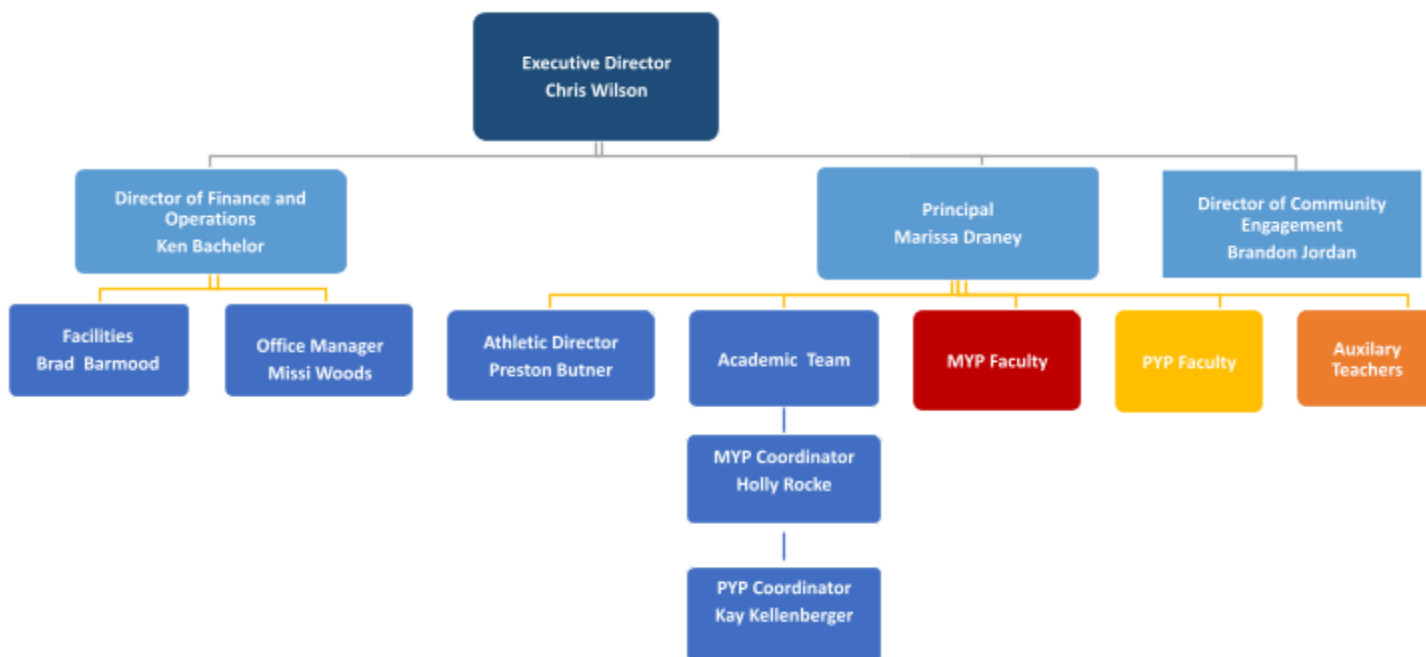 Executive Director
Chris Wilson
Director of Finance and
Operations
Ken Bachelor
Principal
Marissa Draney
Director of Community
Engagement
Brandon Jordan
Facilities
Brad  Barmood
Office Manager
Missi Woods
Athletic Director
Preston Butner
Academic  Team
MYP Faculty
PYP Faculty
Auxilary
Teachers
MYP Coordinator
Holly Rocke
PYP Coordinator
Kay Kellenberger